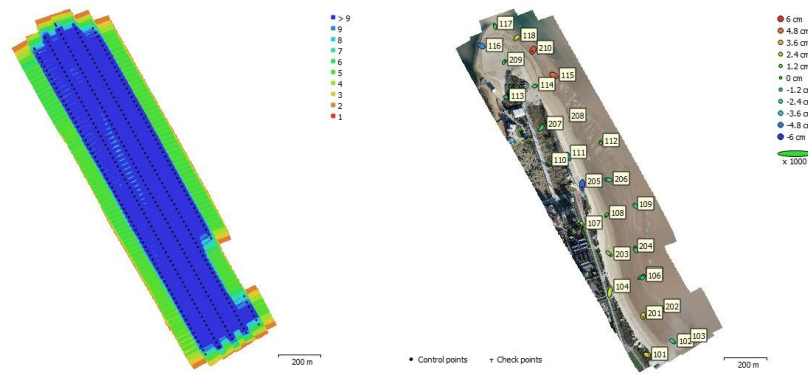 > 9
9
8
7
6
5
4
3
2
1
200 m
117
118
116
210
209
115
114
113
207
208
112
111
110
205
206
109
108
107
203
204
106
104
202
201
103
102
101
6 cm
4.8 cm
3.6 cm
2.4 cm
1.2 cm
0 cm
-1.2 cm
-2.4 cm
-3.6 cm
-4.8 cm
-6 cm
x 1000
Control points
Check points
200 m